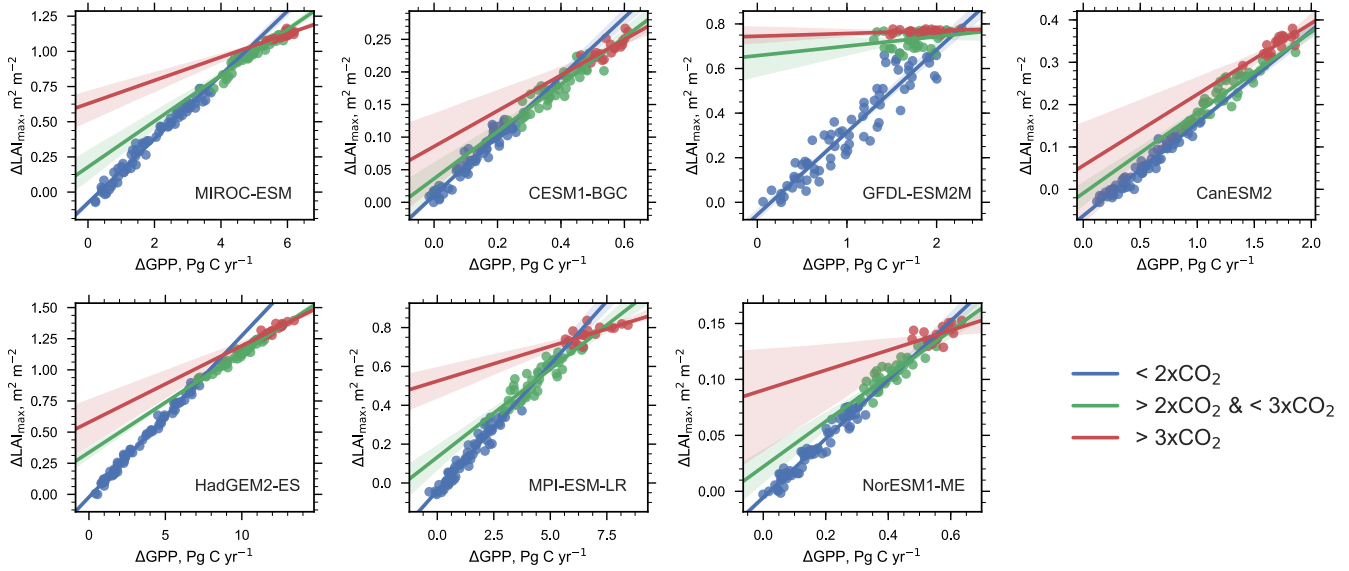 1.25
1.00
0.75
0.50
0.25
0.00
ΔLAImax, m² m⁻²
MIROC-ESM
0 2 4 6
ΔGPP, Pg C yr⁻¹
0.25
0.20
0.15
0.10
0.05
0.00
ΔLAImax, m² m⁻²
CESM1-BGC
0.0 0.2 0.4 0.6
ΔGPP, Pg C yr⁻¹
0.8
0.6
0.4
0.2
0.0
ΔLAImax, m² m⁻²
GFDL-ESM2M
0 1 2
ΔGPP, Pg C yr⁻¹
0.4
0.3
0.2
0.1
0.0
ΔLAImax, m² m⁻²
CanESM2
0.0 0.5 1.0 1.5 2.0
ΔGPP, Pg C yr⁻¹
1.50
1.25
1.00
0.75
0.50
0.25
0.00
ΔLAImax, m² m⁻²
HadGEM2-ES
0 5 10
ΔGPP, Pg C yr⁻¹
0.8
0.6
0.4
0.2
0.0
ΔLAImax, m² m⁻²
MPI-ESM-LR
0.0 2.5 5.0 7.5
ΔGPP, Pg C yr⁻¹
0.15
0.10
0.05
0.00
ΔLAImax, m² m⁻²
NorESM1-ME
0.0 0.2 0.4 0.6
ΔGPP, Pg C yr⁻¹
< 2xCO₂
> 2xCO₂ & < 3xCO₂
> 3xCO₂